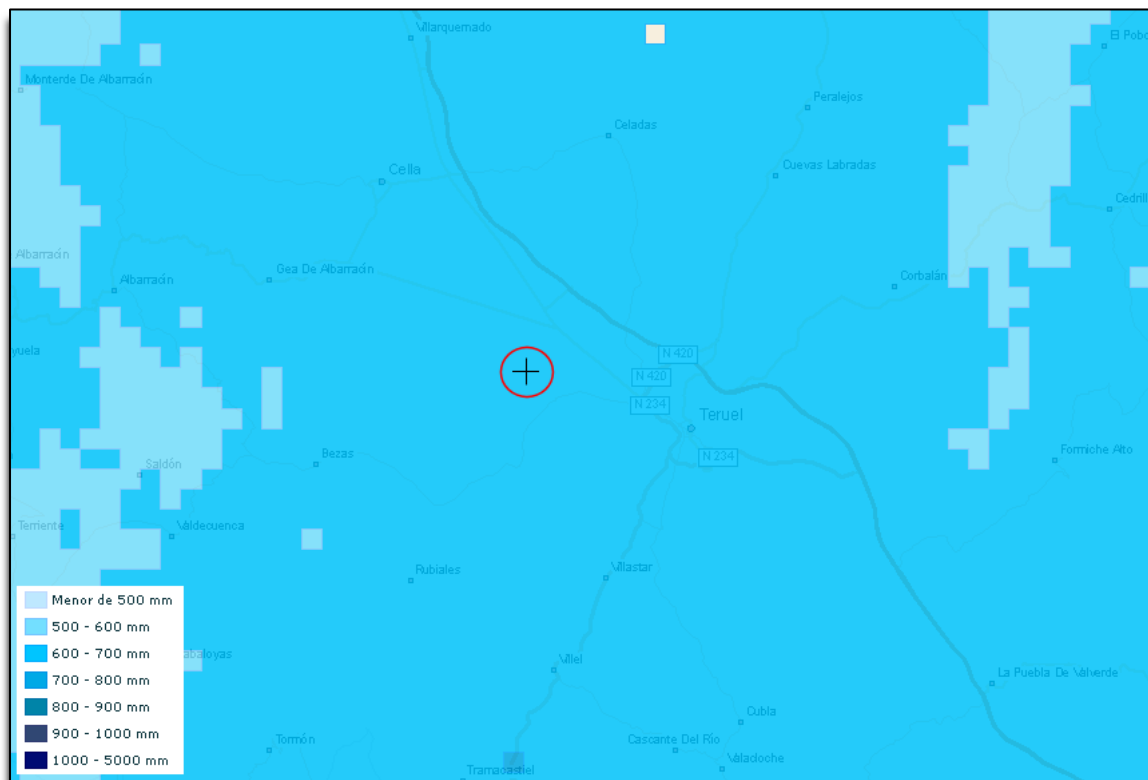 Villarquemado
El Pobo
Monterde De Albarracín
Peralejos
Celadas
Cella
Cuevas Labradas
Cedrill
Albarracín
Gea De Albarracín
Albarracín
Corbalán
yuela
N 420
N 420
N 234
Teruel
Bezas
N 234
Formiche Alto
Saldón
Terriente
Valdecuenca
Rubiales
Villastar
Menor de 500 mm
500 - 600 mm
600 - 700 mm
abaloyas
Villel
700 - 800 mm
La Puebla De Valverde
800 - 900 mm
Cubla
900 - 1000 mm
Tormón
Cascante Del Río
1000 - 5000 mm
Valacloche
Tramacastiel